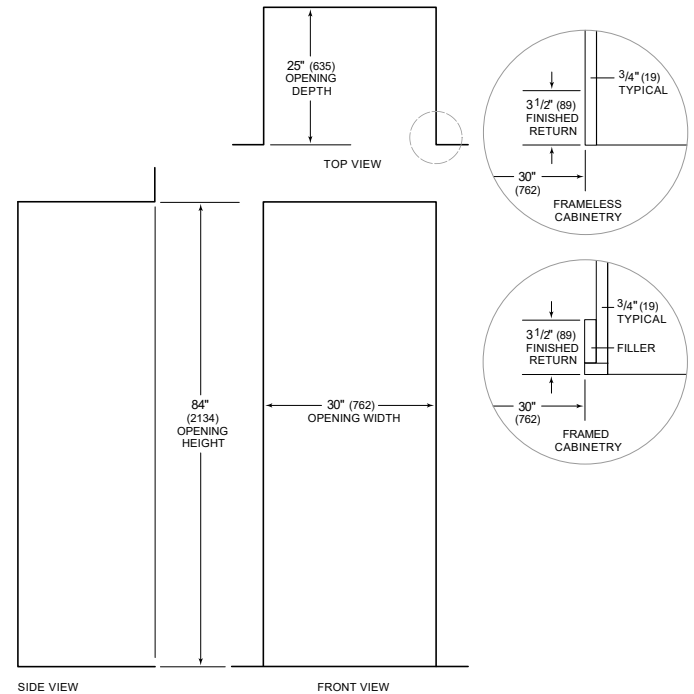 25" (635)
OPENING
DEPTH
TOP VIEW
3/4" (19)
TYPICAL
3 1/2" (89)
FINISHED
RETURN
30"
(762)
FRAMELESS
CABINETRY
3/4" (19)
TYPICAL
3 1/2" (89)
FINISHED
RETURN
FILLER
30"
(762)
FRAMED
CABINETRY
84"
(2134)
OPENING
HEIGHT
30" (762)
OPENING WIDTH
SIDE VIEW
FRONT VIEW